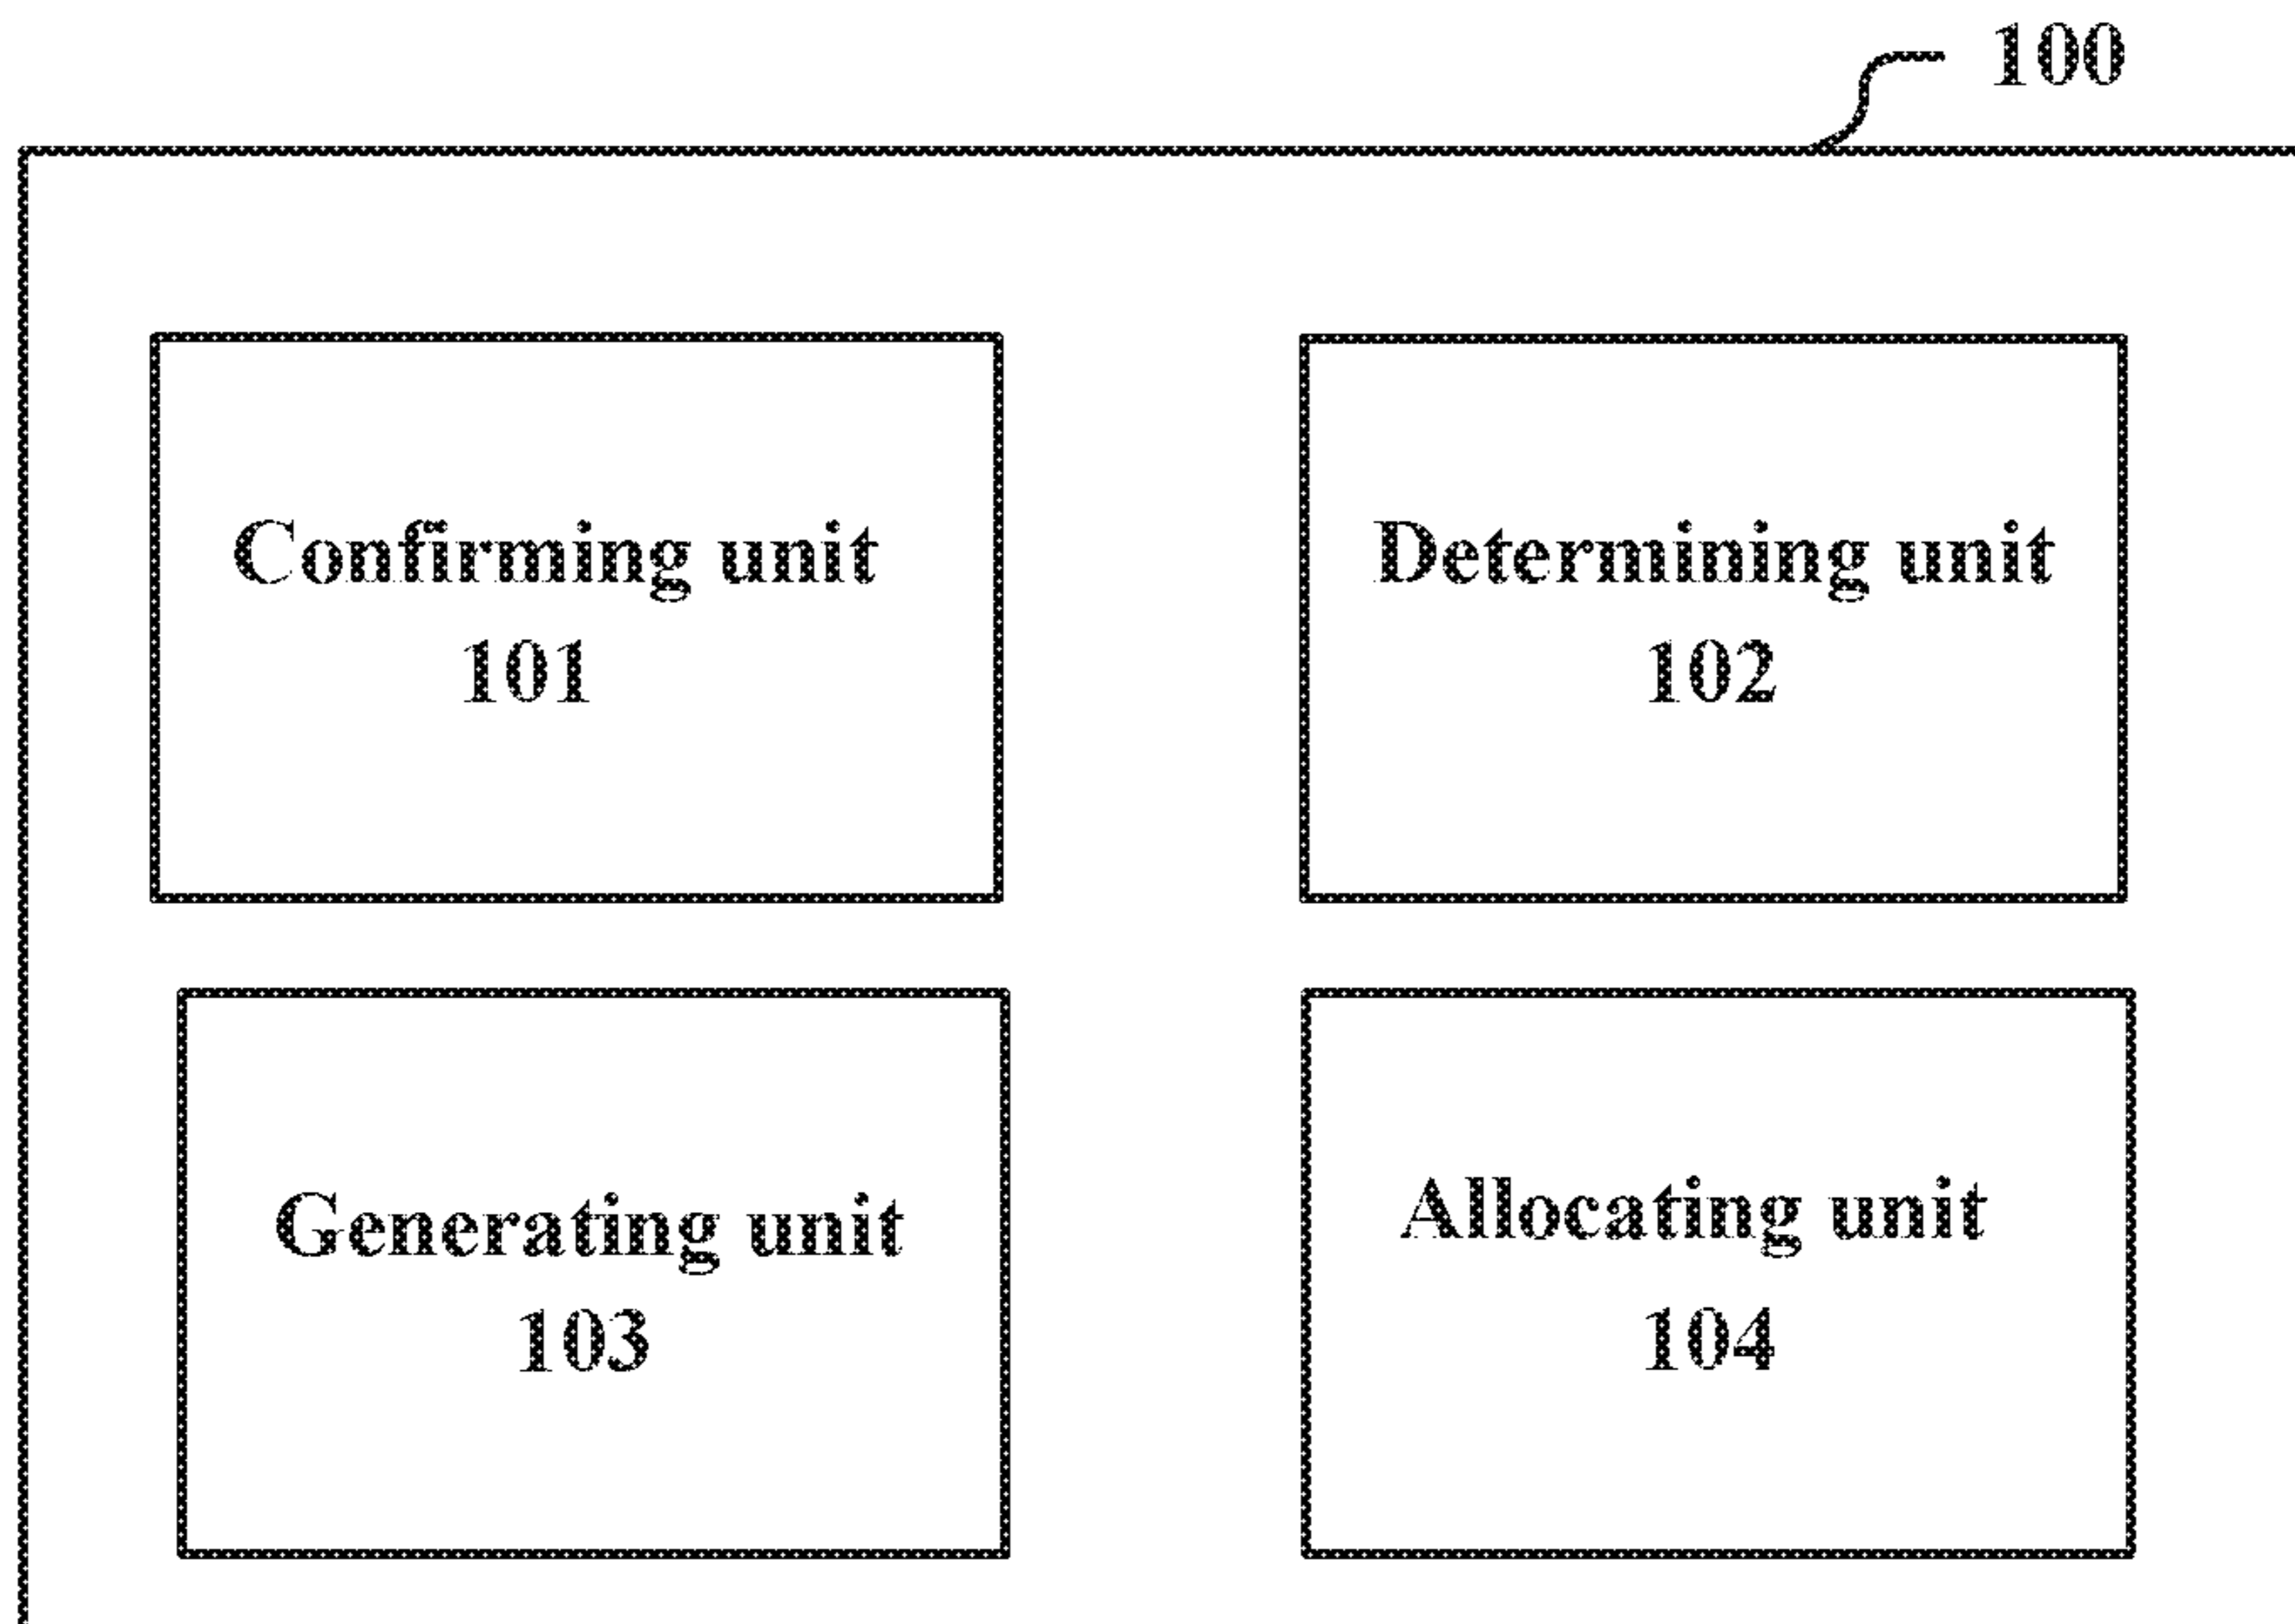 100
Confirming unit
101
Determining unit
102
Generating unit
103
Allocating unit
104